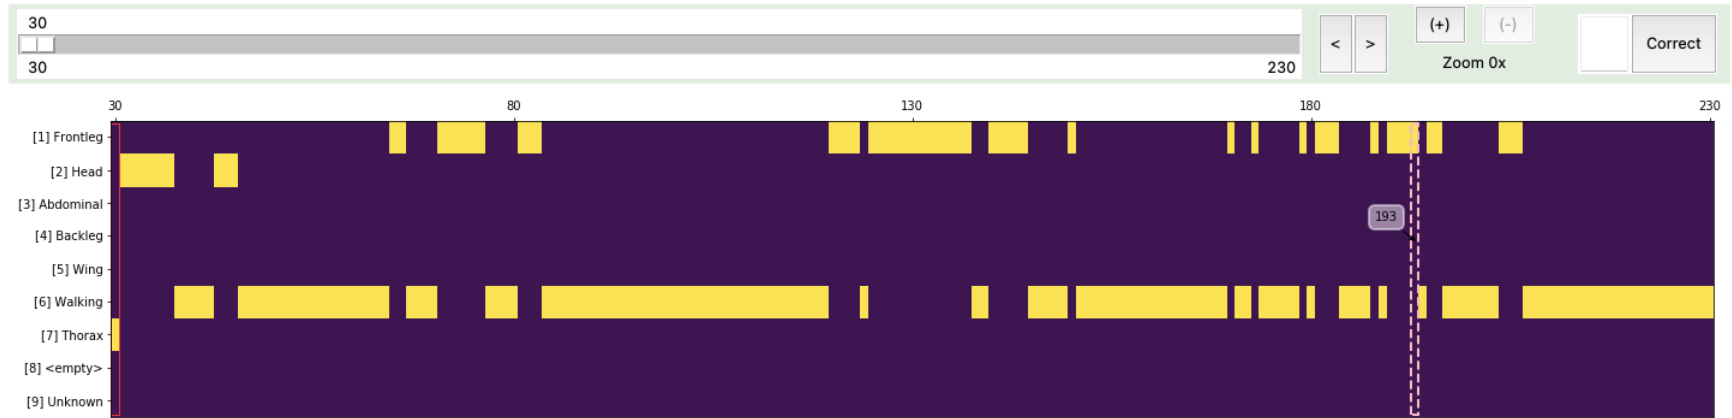 30
30 230
< >
(+) (-)
Zoom 0x
Correct
30 80 130 180 230
[1] Frontleg
[2] Head
[3] Abdominal
[4] Backleg
193
[5] Wing
[6] Walking
[7] Thorax
[8] <empty>
[9] Unknown